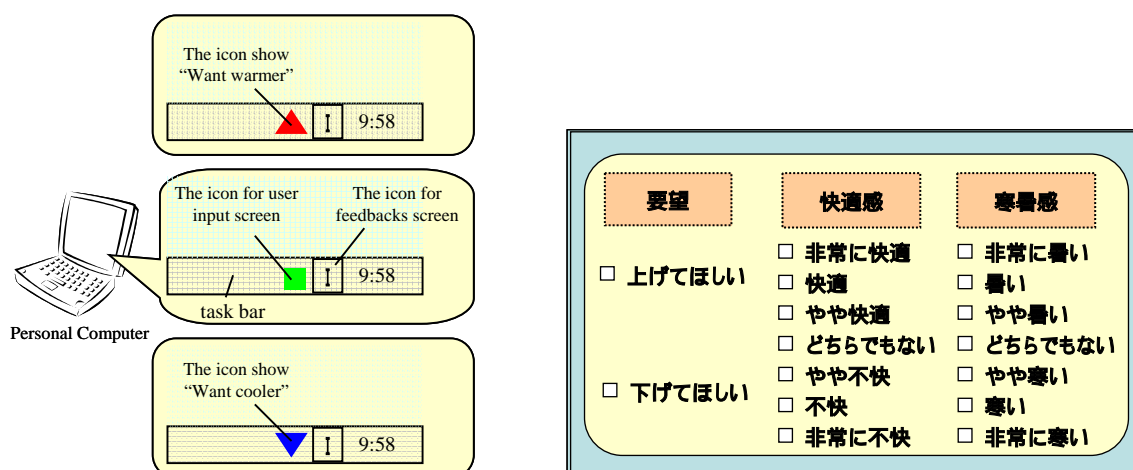 The icon show
“Want warmer”
I
9:58
The icon for user
input screen
The icon for
feedbacks screen
I
9:58
task bar
Personal Computer
The icon show
“Want cooler”
I
9:58
要望
上げてほしい
下げてほしい
快適感
非常に快適
快適
やや快適
どちらでもない
やや不快
不快
非常に不快
寒暑感
非常に暑い
暑い
やや暑い
どちらでもない
やや寒い
寒い
非常に寒い